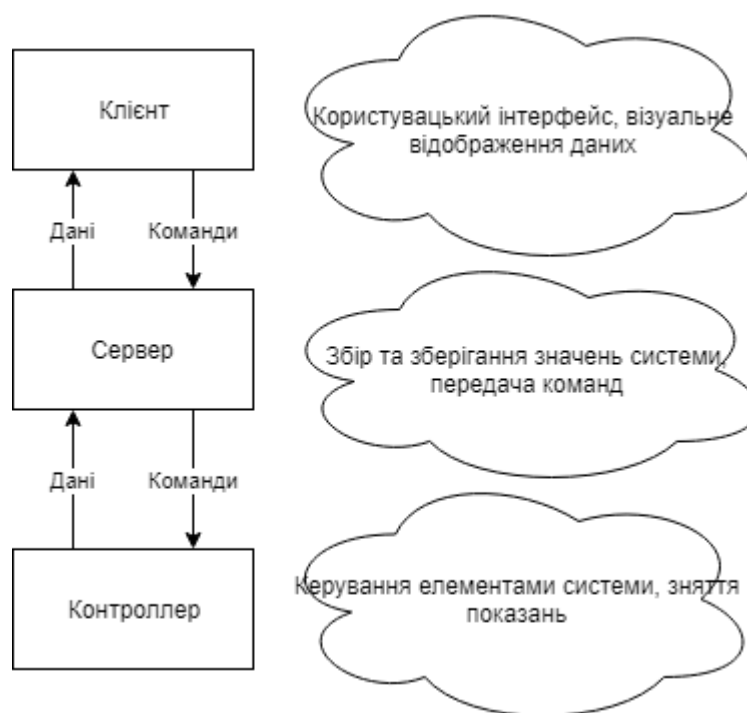 Клієнт
Користувацький інтерфейс, візуальне
відображення даних
Дані
Команди
Сервер
Збір та зберігання значень системи,
передача команд
Дані
Команди
Контроллер
Керування елементами системи, зняття
показань